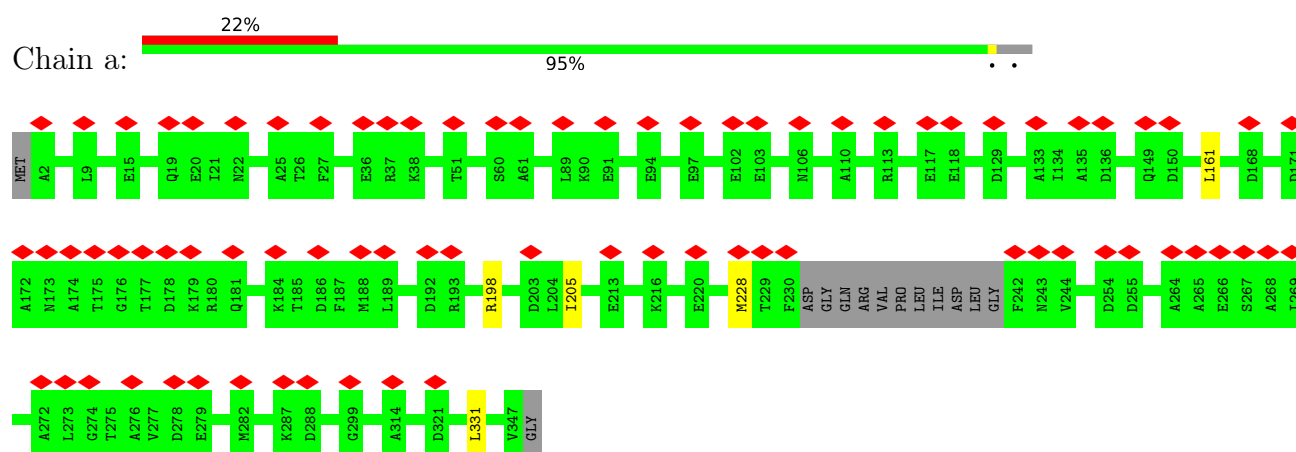 22%
Chain a:
95%
• •
MET A2 L9 E15 Q19 E20 I21 N22 A25 T26 F27 E36 R37 K38 T51 S60 A61 L89 K90 E91 E94 E97 E102 E103 N106 A110 R113 E117 E118 D129 A133 I134 A135 D136 Q149 D150 L161 D168 D171
A172 N173 A174 T175 G176 T177 D178 K179 R180 Q181 K184 T185 D186 F187 M188 L189 D192 R193 R198 D203 L204 I205 E213 K216 E220 M228 T229 F230 ASP GLY GLN ARG VAL PRO LEU ILE ASP LEU GLY F242 N243 V244 D254 D255 A264 A265 E266 S267 A268 I269
A272 L273 G274 T275 A276 V277 D278 E279 M282 K287 D288 G299 A314 D321 L331 V347 GLY